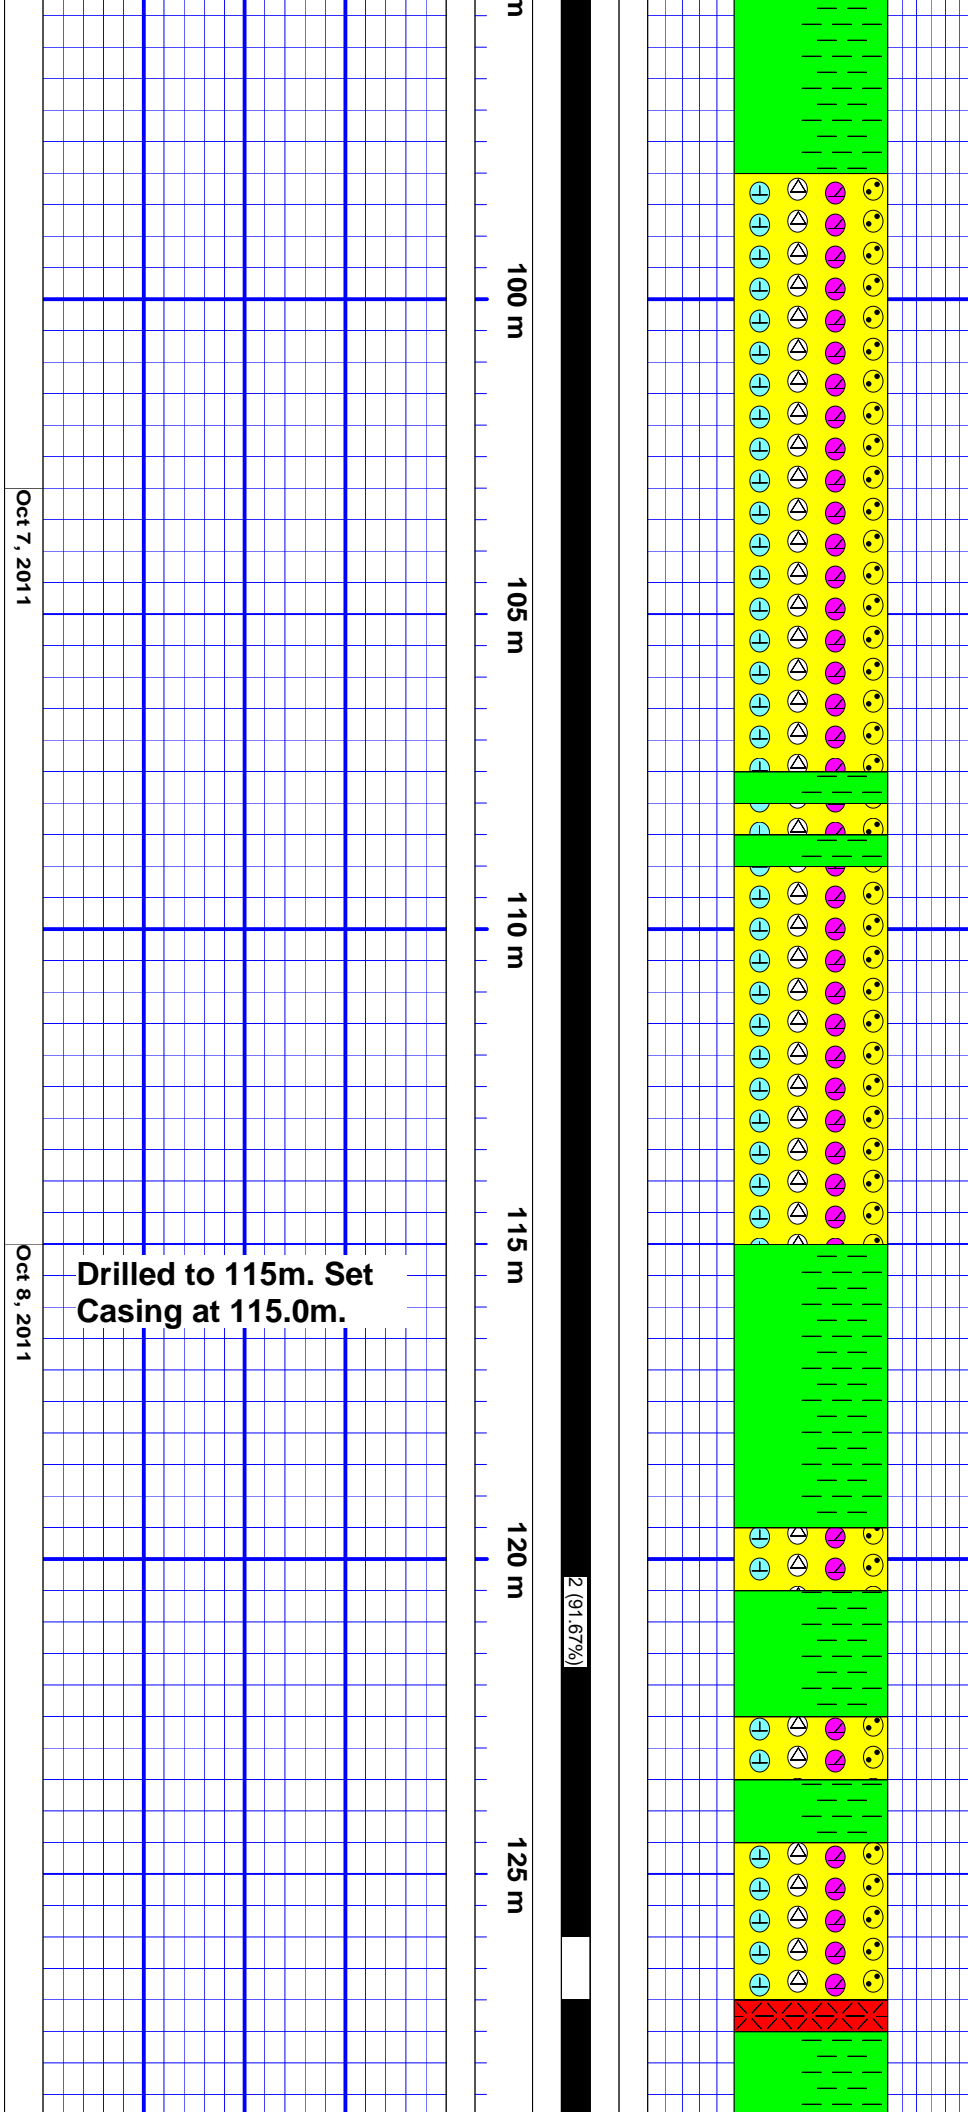 m
100 m
Oct 7, 2011
105 m
110 m
115 m
Oct 8, 2011
Drilled to 115m. Set
Casing at 115.0m.
120 m
2 (91.67%)
125 m